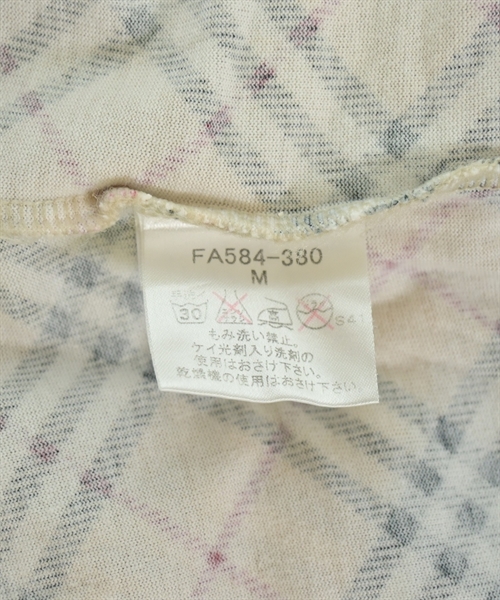 FA584-380
M
30
もみ洗い禁止。
ケイ光剤入り洗剤の
使用はおさけ下さい。
乾燥機の使用はおさけ下さい。